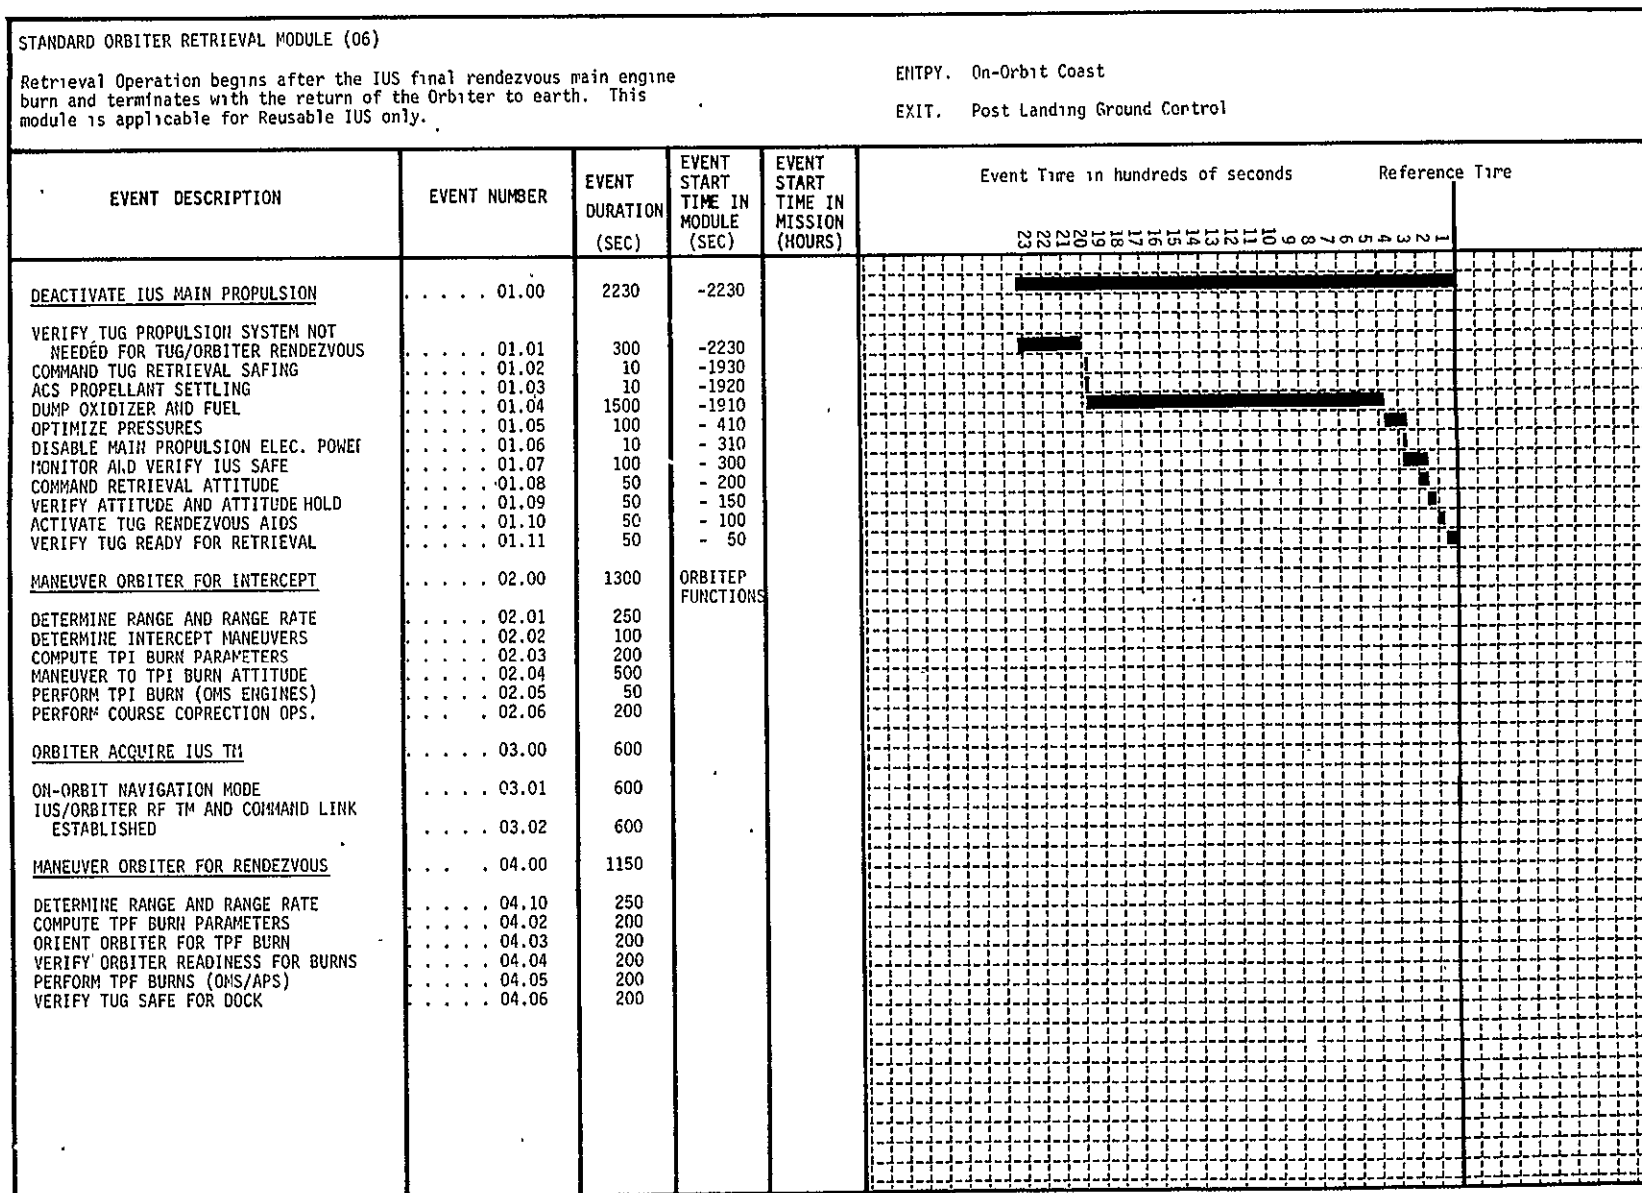 STANDARD ORBITER RETRIEVAL MODULE (06)
Retrieval Operation begins after the IUS final rendezvous main engine
burn and terminates with the return of the Orbiter to earth. This
module is applicable for Reusable IUS only.
ENTPY. On-Orbit Coast
EXIT. Post Landing Ground Control
EVENT DESCRIPTION
EVENT NUMBER
EVENT
DURATION
(SEC)
EVENT
START
TIME IN
MODULE
(SEC)
EVENT
START
TIME IN
MISSION
(HOURS)
Event Time in hundreds of seconds
Reference Time
23 22 21 20 19 18 17 16 15 14 13 12 11 10 9 8 7 6 5 4 3 2 1
DEACTIVATE IUS MAIN PROPULSION . . . . . 01.00 2230 -2230
VERIFY TUG PROPULSION SYSTEM NOT
NEEDED FOR TUG/ORBITER RENDEZVOUS . . . . . 01.01 300 -2230
COMMAND TUG RETRIEVAL SAFING . . . . . 01.02 10 -1930
ACS PROPELLANT SETTLING . . . . . 01.03 10 -1920
DUMP OXIDIZER AND FUEL . . . . . 01.04 1500 -1910
OPTIMIZE PRESSURES . . . . . 01.05 100 - 410
DISABLE MAIN PROPULSION ELEC. POWEF . . . . . 01.06 10 - 310
MONITOR AND VERIFY IUS SAFE . . . . . 01.07 100 - 300
COMMAND RETRIEVAL ATTITUDE . . . . . 01.08 50 - 200
VERIFY ATTITUDE AND ATTITUDE HOLD . . . . . 01.09 50 - 150
ACTIVATE TUG RENDEZVOUS AIDS . . . . . 01.10 50 - 100
VERIFY TUG READY FOR RETRIEVAL . . . . . 01.11 50 - 50
MANEUVER ORBITER FOR INTERCEPT . . . . . 02.00 1300 ORBITEP
FUNCTIONS
DETERMINE RANGE AND RANGE RATE . . . . . 02.01 250
DETERMINE INTERCEPT MANEUVERS . . . . . 02.02 100
COMPUTE TPI BURN PARAMETERS . . . . . 02.03 200
MANEUVER TO TPI BURN ATTITUDE . . . . . 02.04 500
PERFORM TPI BURN (OMS ENGINES) . . . . . 02.05 50
PERFORM COURSE COPRECTION OPS. . . . . 02.06 200
ORBITER ACQUIRE IUS TM . . . . . 03.00 600
ON-ORBIT NAVIGATION MODE . . . . 03.01 600
IUS/ORBITER RF TM AND COMMAND LINK
ESTABLISHED . . . . 03.02 600
MANEUVER ORBITER FOR RENDEZVOUS . . . . 04.00 1150
DETERMINE RANGE AND RANGE RATE . . . . . 04.10 250
COMPUTE TPF BURN PARAMETERS . . . . . 04.02 200
ORIENT ORBITER FOR TPF BURN . . . . . 04.03 200
VERIFY ORBITER READINESS FOR BURNS . . . . . 04.04 200
PERFORM TPF BURNS (OMS/APS) . . . . . 04.05 200
VERIFY TUG SAFE FOR DOCK . . . . . 04.06 200